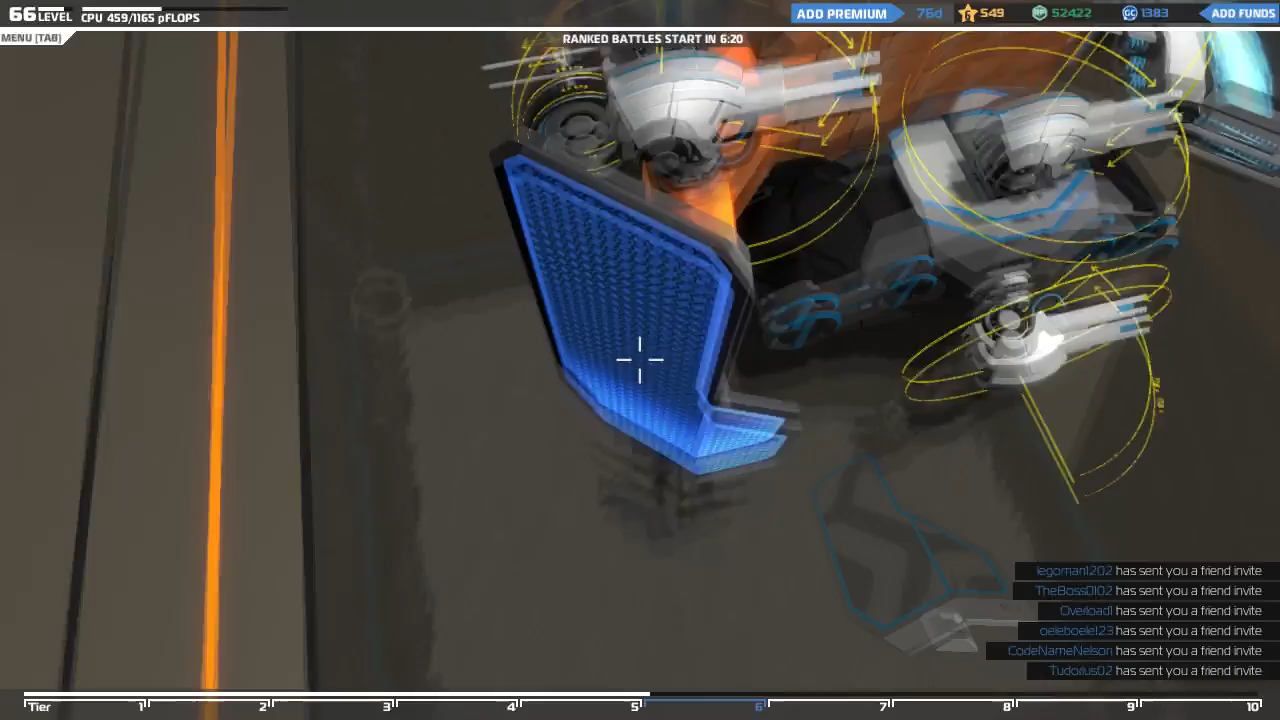 66 LEVEL CPU 459/1165 pFLOPS ADD PREMIUM 76d 549 RP 52422 GC 1383 ADD FUNDS
MENU [TAB] RANKED BATTLES START IN 6:20
legoman1202 has sent you a friend invite
TheBoss0102 has sent you a friend invite
Overload1 has sent you a friend invite
oeleboele123 has sent you a friend invite
CodeNameNelson has sent you a friend invite
Tudorius02 has sent you a friend invite
Tier 1 2 3 4 5 6 7 8 9 10